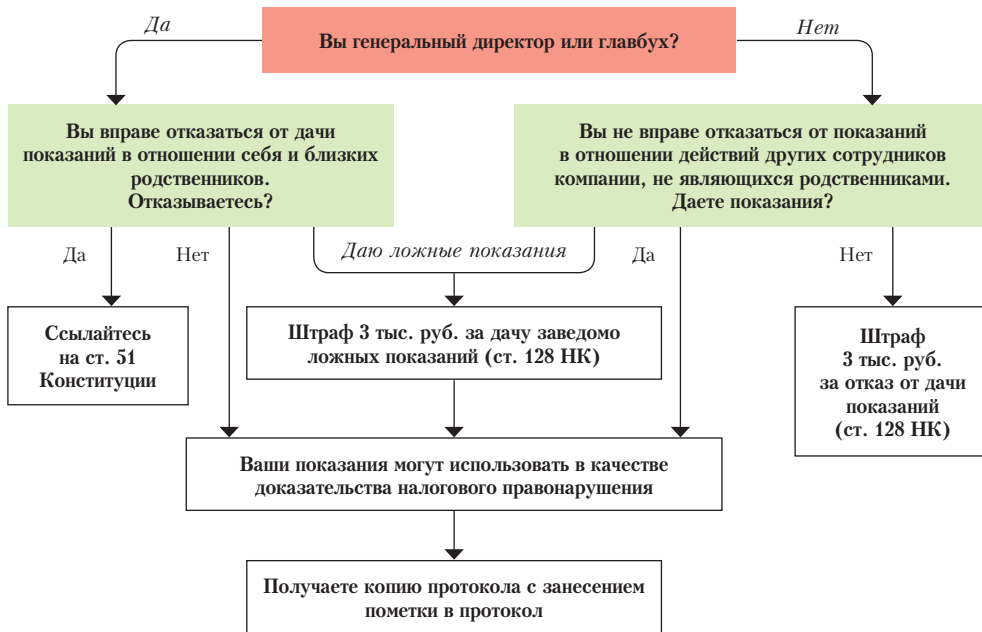 Да
Вы генеральный директор или главбух?
Нет
Вы вправе отказаться от дачи
показаний в отношении себя и близких
родственников.
Отказываетесь?
Вы не вправе отказаться от показаний
в отношении действий других сотрудников
компании, не являющихся родственниками.
Даете показания?
Да
Нет
Даю ложные показания
Да
Нет
Ссылайтесь
на ст. 51
Конституции
Штраф 3 тыс. руб. за дачу заведомо
ложных показаний (ст. 128 НК)
Штраф
3 тыс. руб.
за отказ от дачи
показаний
(ст. 128 НК)
Ваши показания могут использовать в качестве
доказательства налогового правонарушения
Получаете копию протокола с занесением
пометки в протокол